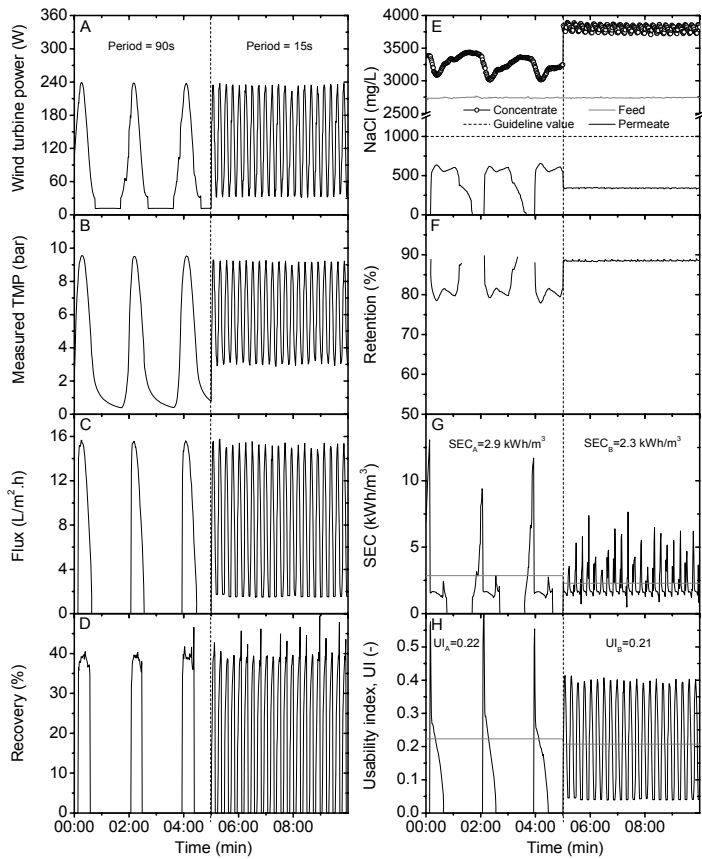 A
Period = 90s
Period = 15s
Wind turbine power (W)
300
240
180
120
60
0
B
Measured TMP (bar)
10
8
6
4
2
0
C
Flux (L/m².h)
16
12
8
4
0
D
Recovery (%)
40
30
20
10
0
00:00 02:00 04:00 06:00 08:00
Time (min)
E
NaCl (mg/L)
4000
3500
3000
2500
1000
500
0
Concentrate
Feed
Guideline value
Permeate
F
Retention (%)
100
90
80
70
60
50
G
SEC_A=2.9 kWh/m³
SEC_B=2.3 kWh/m³
SEC (kWh/m³)
10
5
0
H
UI_A=0.22
UI_B=0.21
Usability index, UI (-)
0.5
0.4
0.3
0.2
0.1
0.0
00:00 02:00 04:00 06:00 08:00
Time (min)